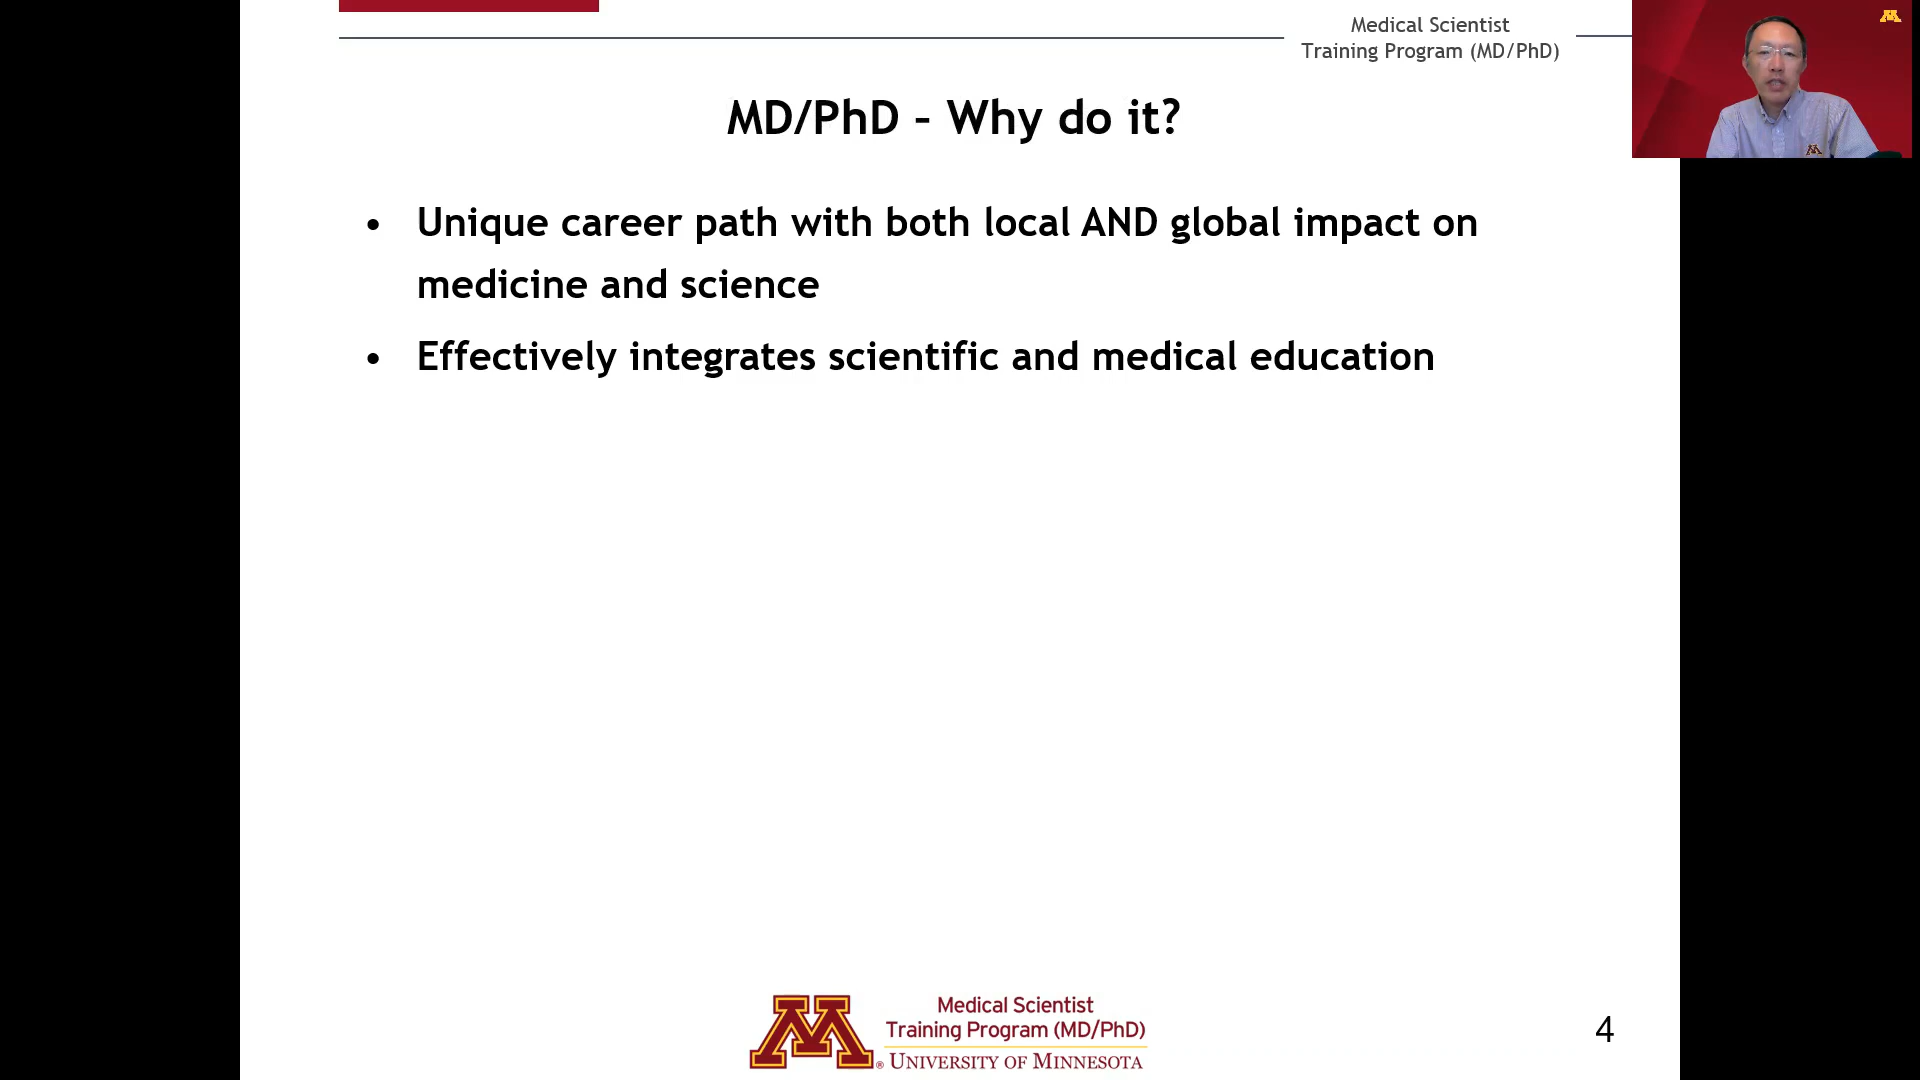 Medical Scientist
Training Program (MD/PhD)
MD/PhD – Why do it?
• Unique career path with both local AND global impact on
medicine and science
• Effectively integrates scientific and medical education
M
M
M® Medical Scientist
Training Program (MD/PhD)
UNIVERSITY OF MINNESOTA
4